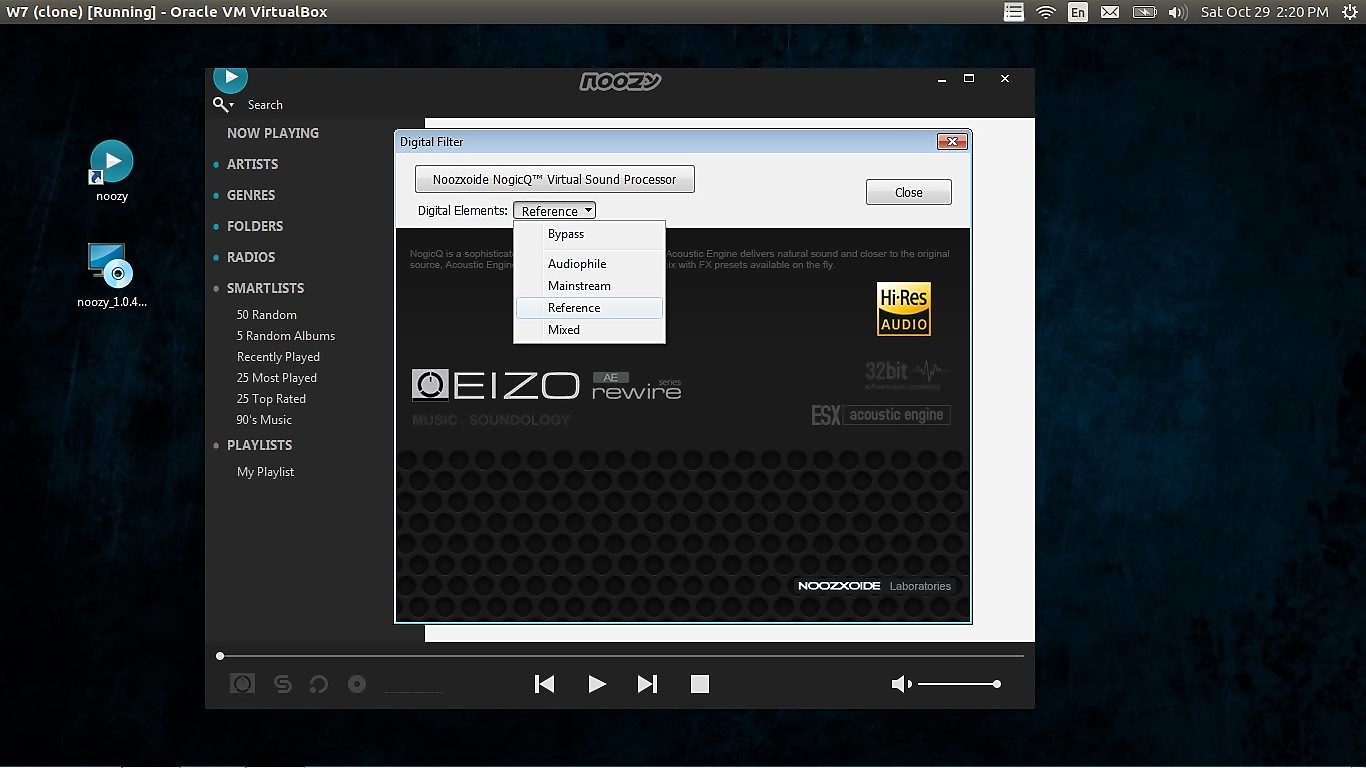 W7 (clone) [Running] - Oracle VM VirtualBox
En
Sat Oct 29 2:20 PM
noozy
Search
NOW PLAYING
ARTISTS
GENRES
FOLDERS
RADIOS
SMARTLISTS
50 Random
5 Random Albums
Recently Played
25 Most Played
25 Top Rated
90's Music
PLAYLISTS
My Playlist
noozy
noozy_1.0.4...
Digital Filter
Noozxoide NogicQ™ Virtual Sound Processor
Close
Digital Elements: Reference
Bypass
Audiophile
Mainstream
Reference
Mixed
NogicQ is a sophisticat Acoustic Engine delivers natural sound and closer to the original
source, Acoustic Engin ix with FX presets available on the fly.
Hi-Res
AUDIO
EIZO AE rewire series
MUSIC . SOUNDOLOGY
32bit
ESX acoustic engine
NOOZXOIDE Laboratories